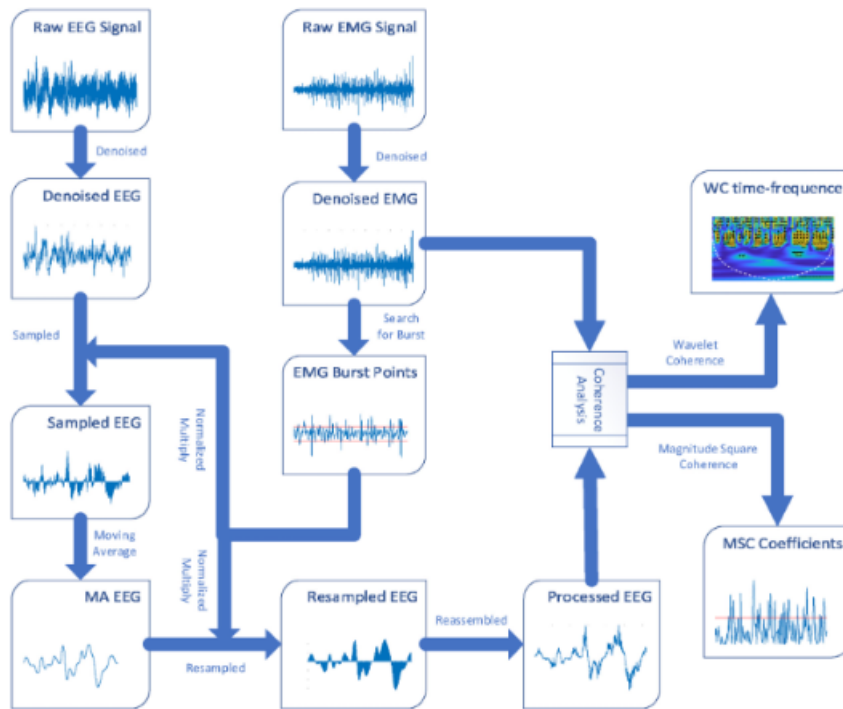 Raw EEG Signal
Raw EMG Signal
Denoised
Denoised
Denoised EEG
Denoised EMG
WC time-frequence
Sampled
Search
for Burst
Wavelet
Coherence
EMG Burst Points
Coherence
Analysis
Normalized
Multiply
Sampled EEG
Magnitude Square
Coherence
Moving
Average
Normalized
Multiply
MSC Coefficients
MA EEG
Resampled EEG
Processed EEG
Resampled
Reassembled